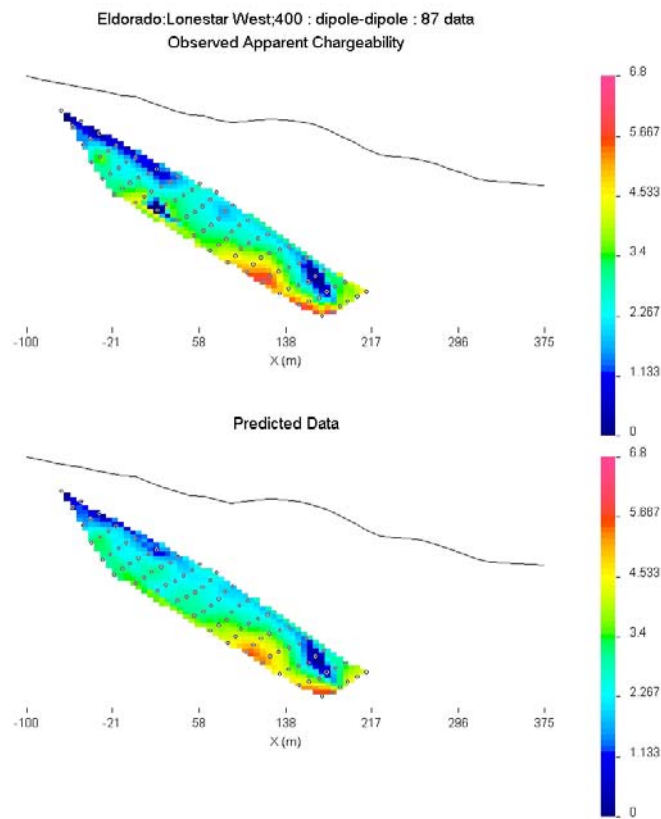 Eldorado:Lonestar West;400 : dipole-dipole : 87 data
Observed Apparent Chargeability
6.8
5.667
4.533
3.4
2.267
1.133
0
-100 -21 58 138 217 296 375
X (m)
Predicted Data
6.8
5.667
4.533
3.4
2.267
1.133
0
-100 -21 58 138 217 296 375
X (m)